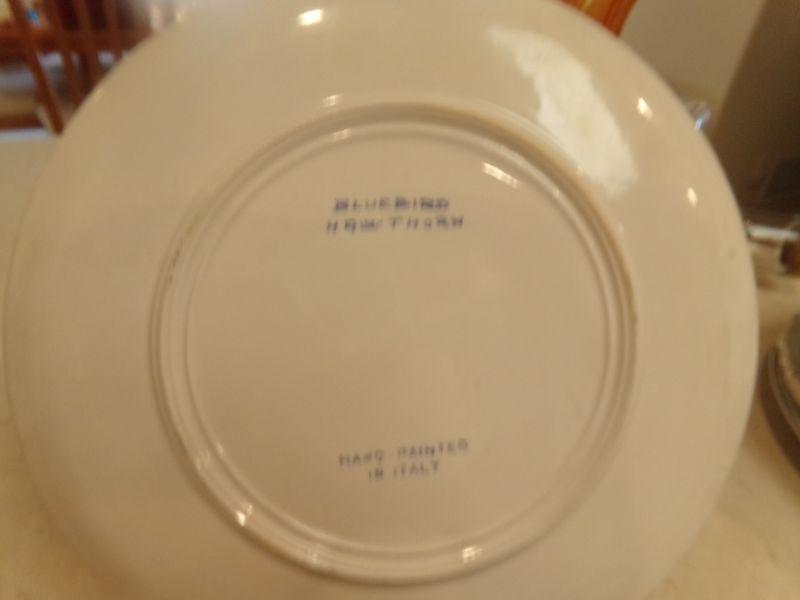 BLUEBIRD
HAWTHORN
HAND PAINTED
IN ITALY